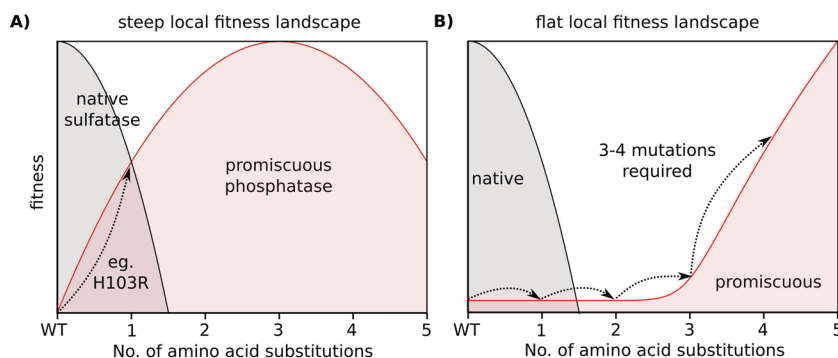 A)
steep local fitness landscape
fitness
native
sulfatase
promiscuous
phosphatase
eg.
H103R
WT 1 2 3 4 5
No. of amino acid substitutions
B)
flat local fitness landscape
native
3-4 mutations
required
promiscuous
WT 1 2 3 4 5
No. of amino acid substitutions